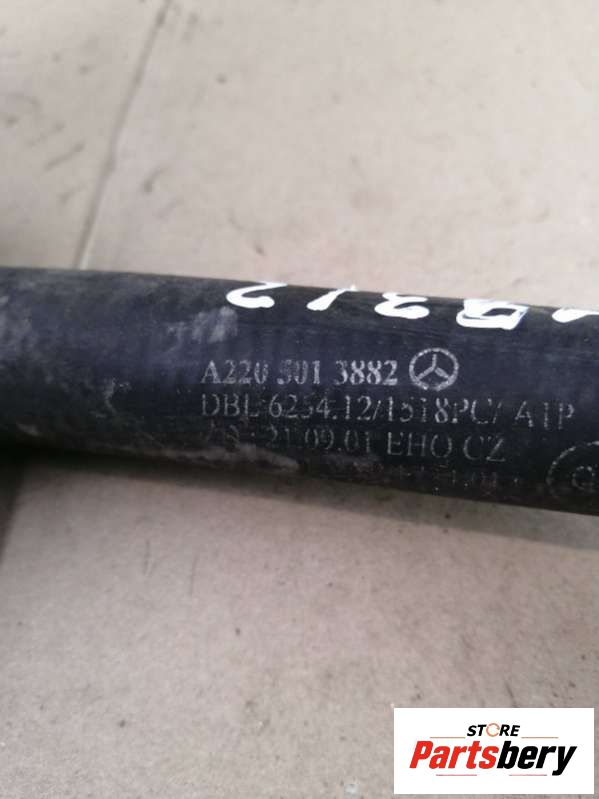 A220 501 3882
DBL 6254.12/1518PC/ A1P
21.09.01 EHO CZ
STORE
Partsbery